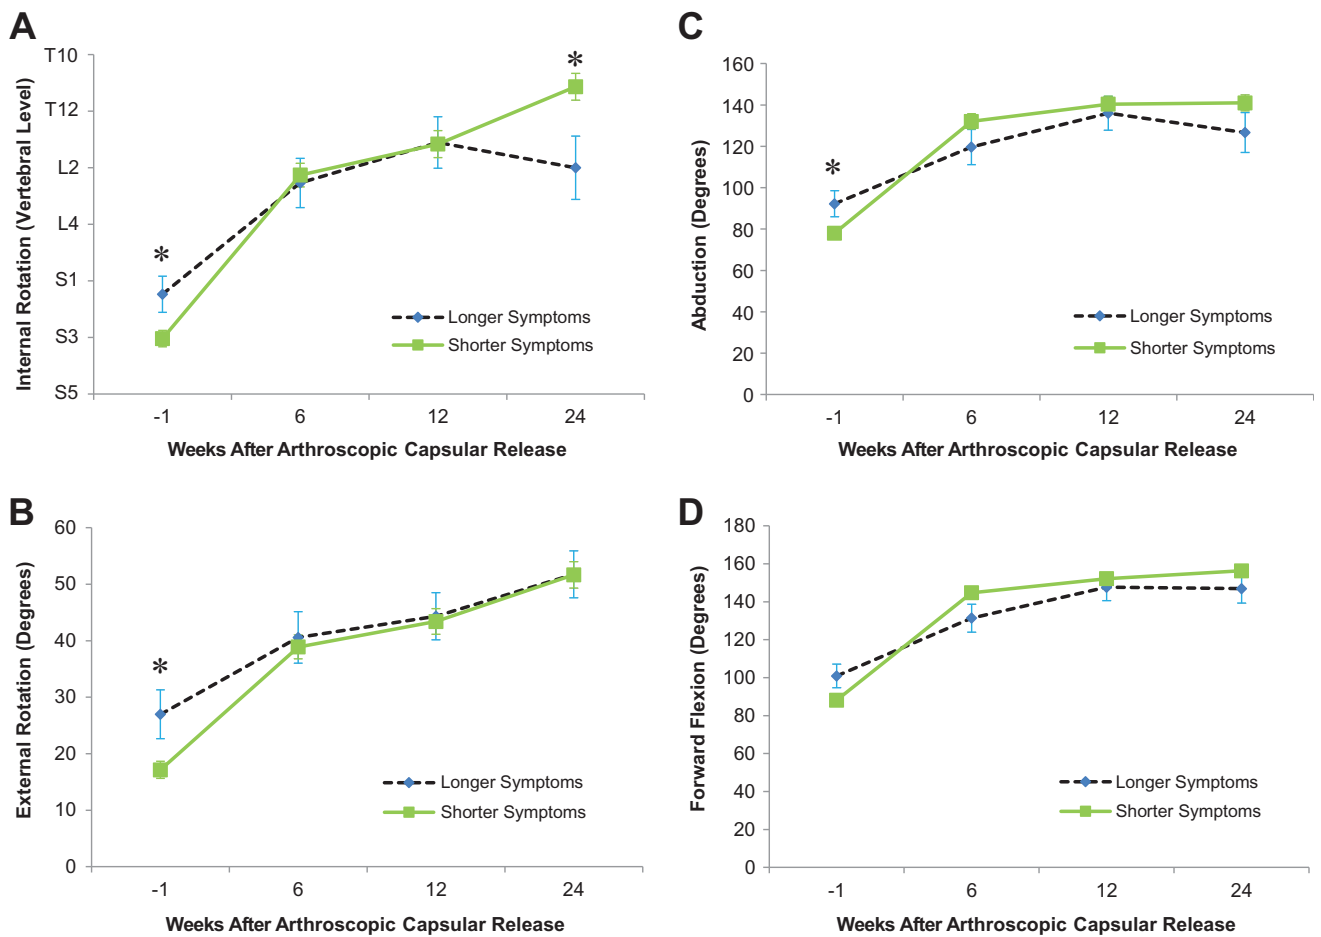 A
Internal Rotation (Vertebral Level)
T10
T12
L2
L4
S1
S3
S5
*
*
Longer Symptoms
Shorter Symptoms
-1 6 12 24
Weeks After Arthroscopic Capsular Release
B
External Rotation (Degrees)
60
50
40
30
20
10
0
*
Longer Symptoms
Shorter Symptoms
-1 6 12 24
Weeks After Arthroscopic Capsular Release
C
Abduction (Degrees)
160
140
120
100
80
60
40
20
0
*
Longer Symptoms
Shorter Symptoms
-1 6 12 24
Weeks After Arthroscopic Capsular Release
D
Forward Flexion (Degrees)
180
160
140
120
100
80
60
40
20
0
Longer Symptoms
Shorter Symptoms
-1 6 12 24
Weeks After Arthroscopic Capsular Release